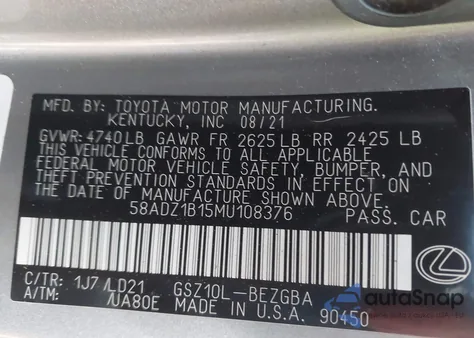 MFD. BY: TOYOTA MOTOR MANUFACTURING.
KENTUCKY, INC 08/21
GVWR: 4740LB GAWR FR 2625LB RR 2425 LB
THIS VEHICLE CONFORMS TO ALL APPLICABLE
FEDERAL MOTOR VEHICLE SAFETY, BUMPER, AND
THEFT PREVENTION STANDARDS IN EFFECT ON
THE DATE OF MANUFACTURE SHOWN ABOVE.
58ADZ1B15MU108376 PASS. CAR
C/TR: 1J7 /LD21 GSZ10L-BEZGBA
A/TM: /UA80E MADE IN U.S.A. 90450
autoSnap